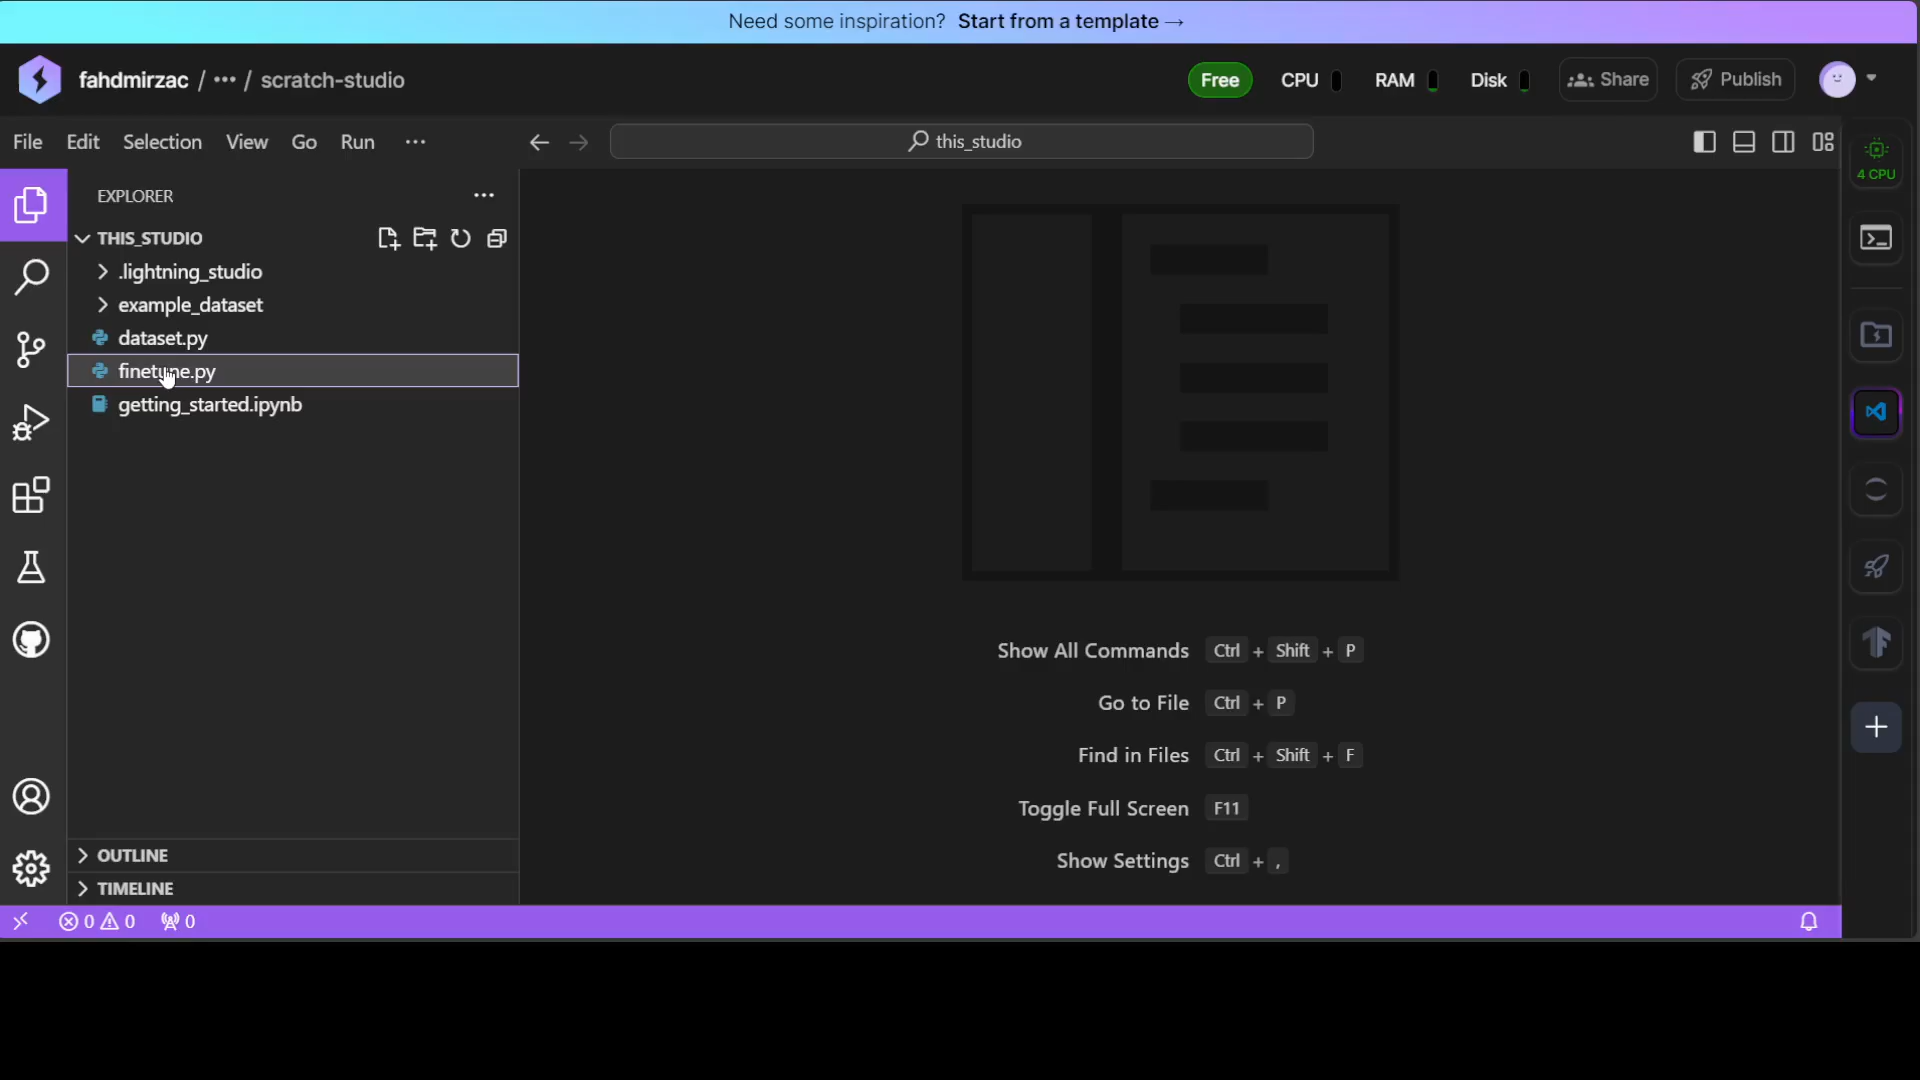 Need some inspiration? Start from a template →
fahdmirzac / ··· / scratch-studio
Free CPU RAM Disk Share Publish
File Edit Selection View Go Run ···
this_studio
4 CPU
EXPLORER
THIS_STUDIO
.lightning_studio
example_dataset
dataset.py
finetune.py
getting_started.ipynb
Show All Commands Ctrl + Shift + P
Go to File Ctrl + P
Find in Files Ctrl + Shift + F
Toggle Full Screen F11
Show Settings Ctrl + ,
OUTLINE
TIMELINE
0 0 0